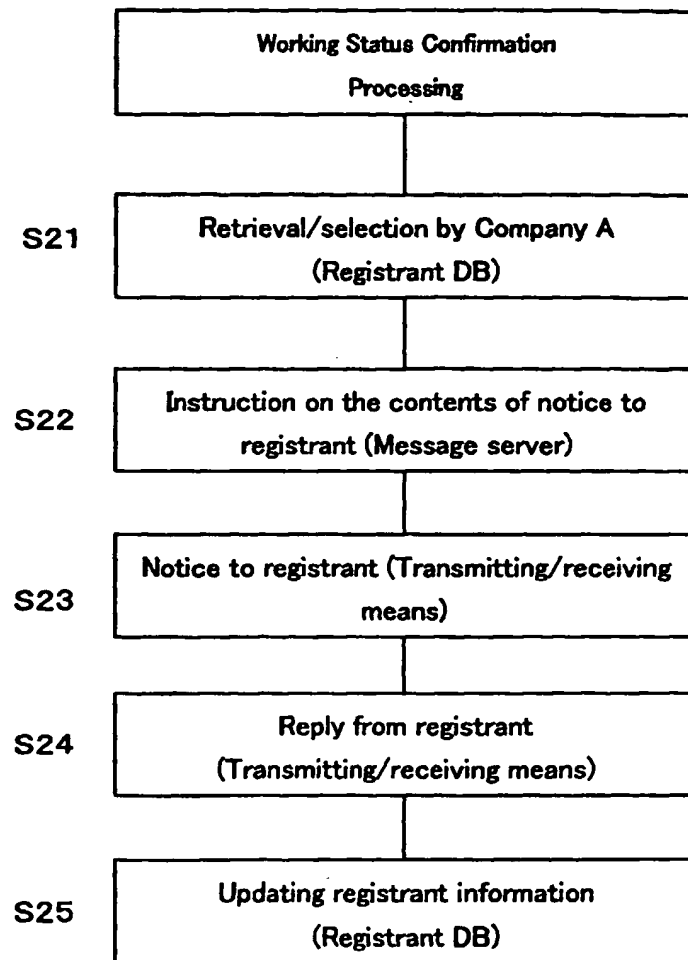 Working Status Confirmation
Processing
S21
Retrieval/selection by Company A
(Registrant DB)
S22
Instruction on the contents of notice to
registrant (Message server)
S23
Notice to registrant (Transmitting/receiving
means)
S24
Reply from registrant
(Transmitting/receiving means)
S25
Updating registrant information
(Registrant DB)